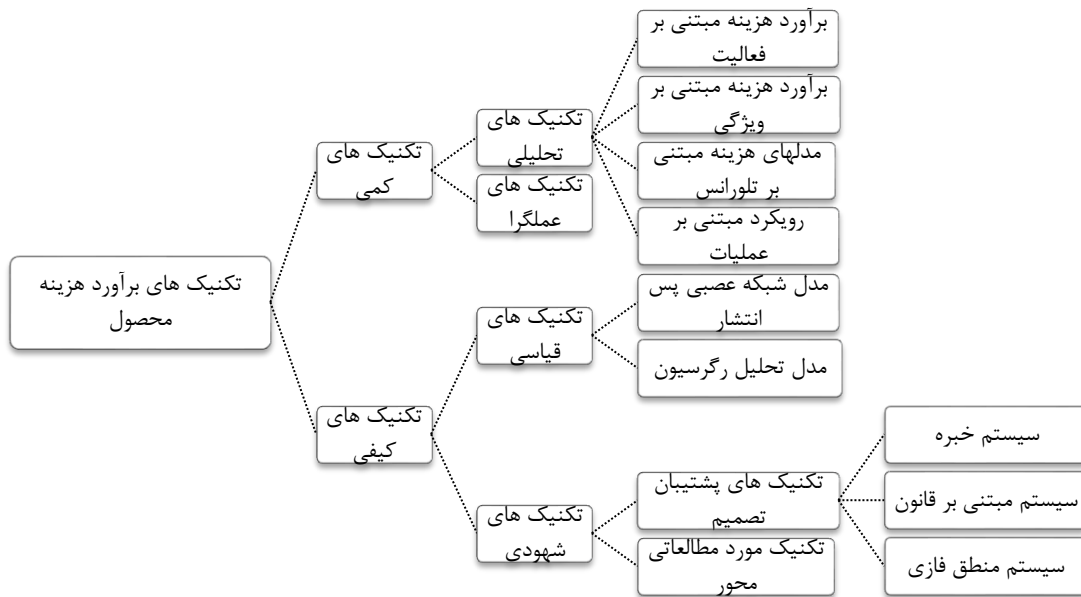 برآورد هزینه مبتنی بر
فعالیت
برآورد هزینه مبتنی بر
ویژگی
تکنیک های
تحلیلی
تکنیک های
کمی
مدلهای هزینه مبتنی
بر تلورانس
تکنیک های
عملگرا
رویکرد مبتنی بر
عملیات
تکنیک های برآورد هزینه
محصول
مدل شبکه عصبی پس
انتشار
تکنیک های
قیاسی
مدل تحلیل رگرسیون
تکنیک های
کیفی
سیستم خبره
تکنیک های پشتیبان
تصمیم
سیستم مبتنی بر قانون
تکنیک های
شهودی
تکنیک مورد مطالعاتی
محور
سیستم منطق فازی